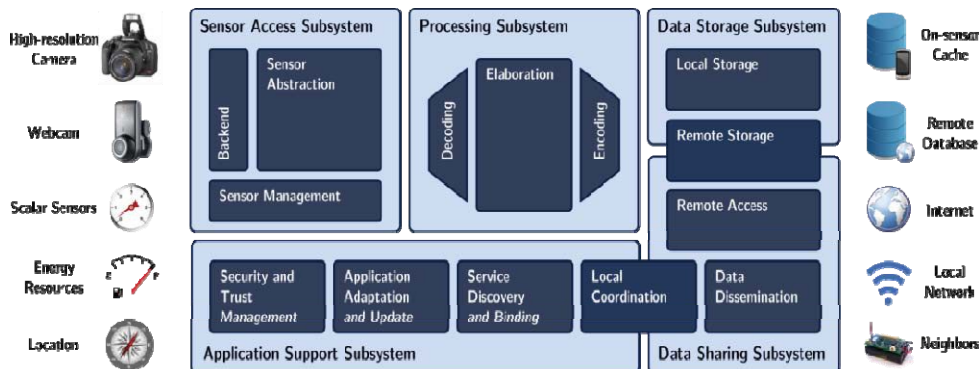 High-resolution
Camera
Webcam
Scalar Sensors
Energy
Resources
E
F
Location
Sensor Access Subsystem
Backend
Sensor
Abstraction
Sensor Management
Processing Subsystem
Decoding
Elaboration
Encoding
Data Storage Subsystem
Local Storage
Remote Storage
Remote Access
Security and
Trust
Management
Application
Adaptation
and Update
Service
Discovery
and Binding
Local
Coordination
Data
Dissemination
Application Support Subsystem
Data Sharing Subsystem
On-sensor
Cache
Remote
Database
Internet
Local
Network
Neighbors